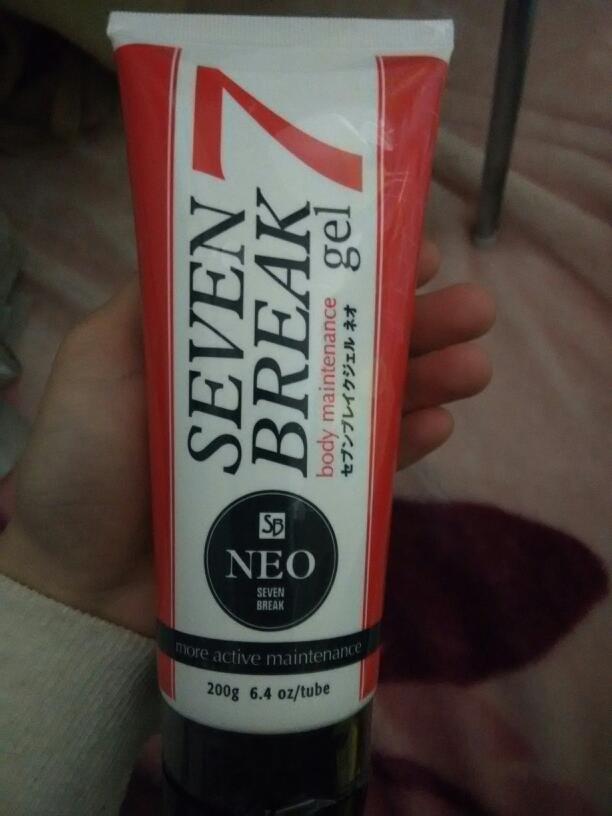 7
SEVEN
BREAK
gel
body maintenance
セブンブレイクジェル ネオ
SB
NEO
SEVEN
BREAK
more active maintenance
200g 6.4 oz/tube